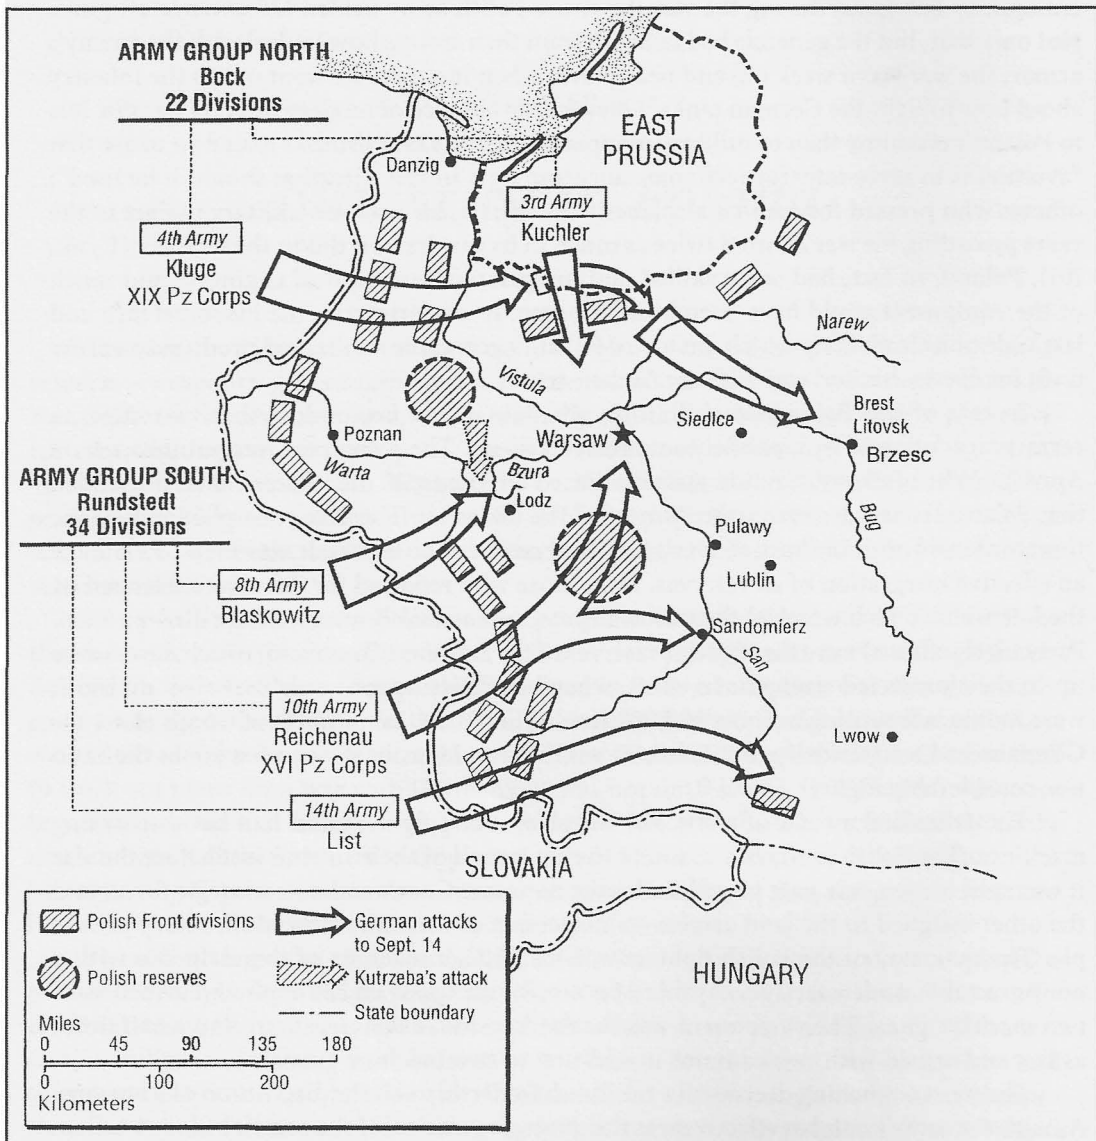 ARMY GROUP NORTH
Bock
22 Divisions
EAST
PRUSSIA
Danzig
3rd Army
Kuchler
4th Army
Kluge
XIX Pz Corps
Narew
Vistula
Brest
Litovsk
Siedlce
Warsaw
Brzesc
Poznan
Warta
Bzura
Lodz
ARMY GROUP SOUTH
Rundstedt
34 Divisions
Bug
Pulawy
Lublin
8th Army
Blaskowitz
Sandomierz
San
10th Army
Reichenau
XVI Pz Corps
Lwow
14th Army
List
SLOVAKIA
HUNGARY
Polish Front divisions
German attacks
to Sept. 14
Polish reserves
Kutrzeba's attack
State boundary
Miles
0 45 90 135 180
0 100 200
Kilometers